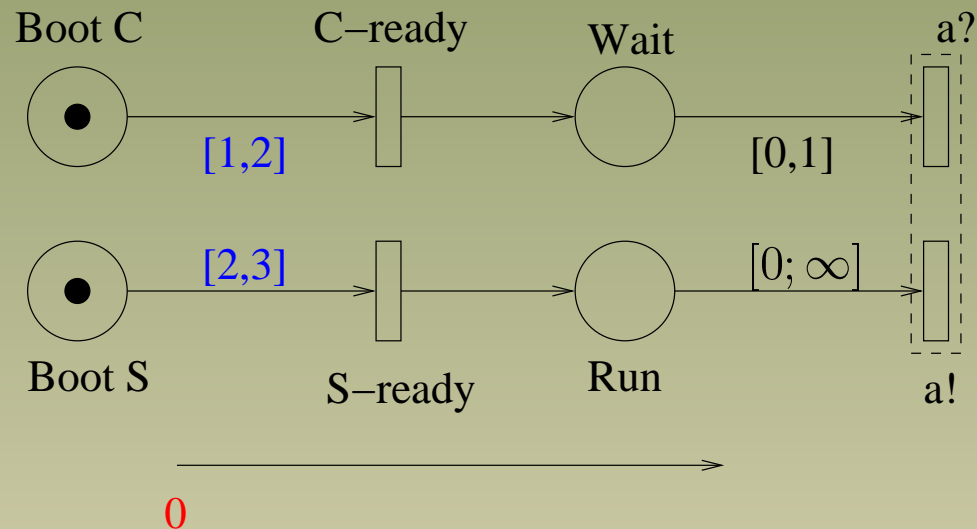 Boot C
C−ready
Wait
a?
[1,2]
[0,1]
[2,3]
[0; ∞]
Boot S
S−ready
Run
a!
0